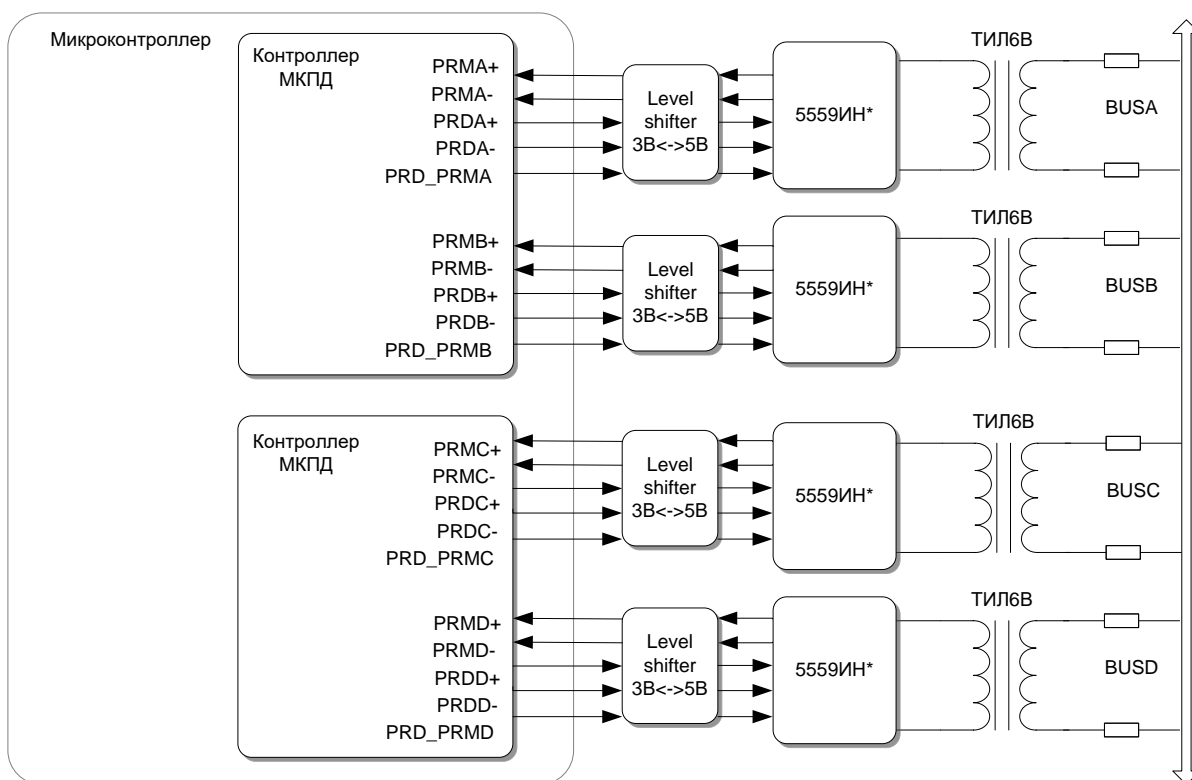 Микроконтроллер
Контроллер
МКПД
PRMA+
PRMA-
PRDA+
PRDA-
PRD_PRMA
PRMB+
PRMB-
PRDB+
PRDB-
PRD_PRMB
Level
shifter
3В<->5В
5559ИН*
ТИЛ6В
BUSA
Level
shifter
3В<->5В
5559ИН*
ТИЛ6В
BUSB
Контроллер
МКПД
PRMC+
PRMC-
PRDC+
PRDC-
PRD_PRMC
PRMD+
PRMD-
PRDD+
PRDD-
PRD_PRMD
Level
shifter
3В<->5В
5559ИН*
ТИЛ6В
BUSC
Level
shifter
3В<->5В
5559ИН*
ТИЛ6В
BUSD